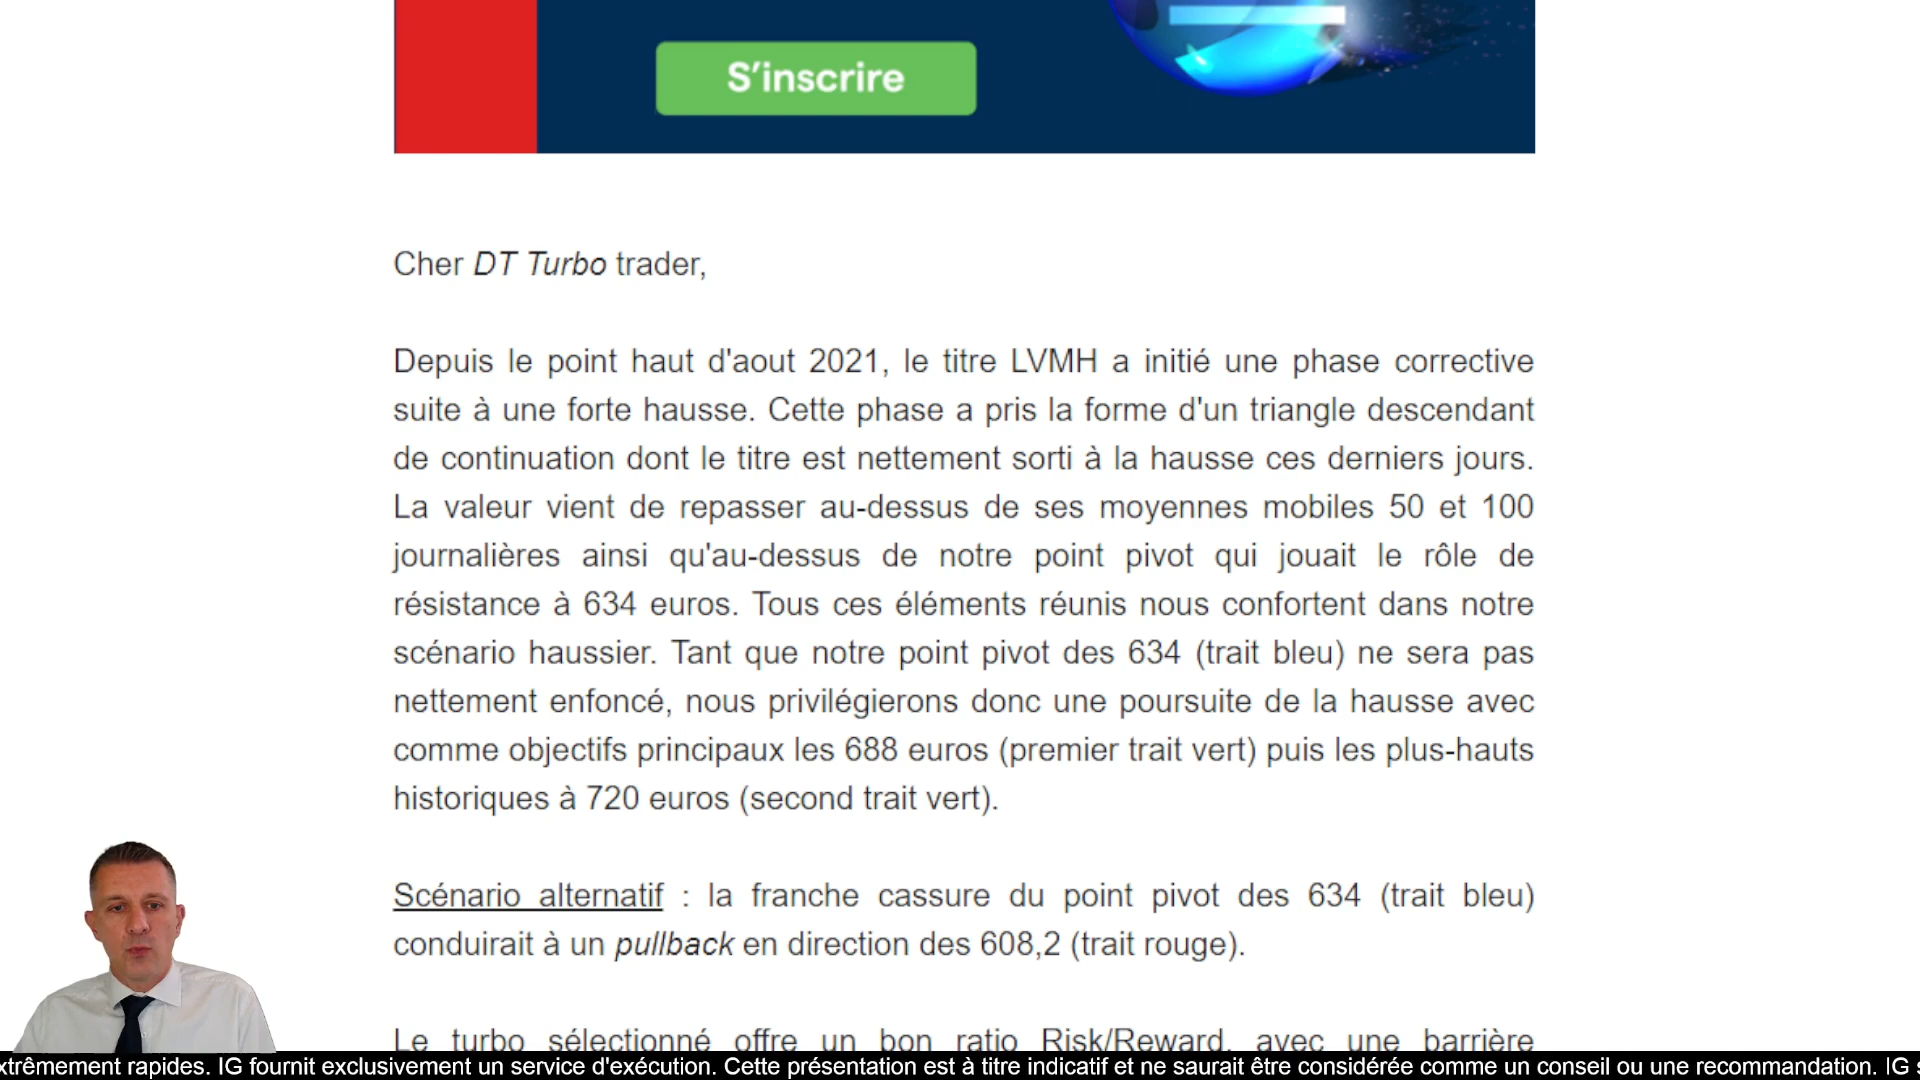 S'inscrire
Cher DT Turbo trader,
Depuis le point haut d'aout 2021, le titre LVMH a initié une phase corrective
suite à une forte hausse. Cette phase a pris la forme d'un triangle descendant
de continuation dont le titre est nettement sorti à la hausse ces derniers jours.
La valeur vient de repasser au-dessus de ses moyennes mobiles 50 et 100
journalières ainsi qu'au-dessus de notre point pivot qui jouait le rôle de
résistance à 634 euros. Tous ces éléments réunis nous confortent dans notre
scénario haussier. Tant que notre point pivot des 634 (trait bleu) ne sera pas
nettement enfoncé, nous privilégierons donc une poursuite de la hausse avec
comme objectifs principaux les 688 euros (premier trait vert) puis les plus-hauts
historiques à 720 euros (second trait vert).
Scénario alternatif : la franche cassure du point pivot des 634 (trait bleu)
conduirait à un pullback en direction des 608,2 (trait rouge).
Le turbo sélectionné offre un bon ratio Risk/Reward, avec une barrière
xtrêmement rapides. IG fournit exclusivement un service d'exécution. Cette présentation est à titre indicatif et ne saurait être considérée comme un conseil ou une recommandation. IG s